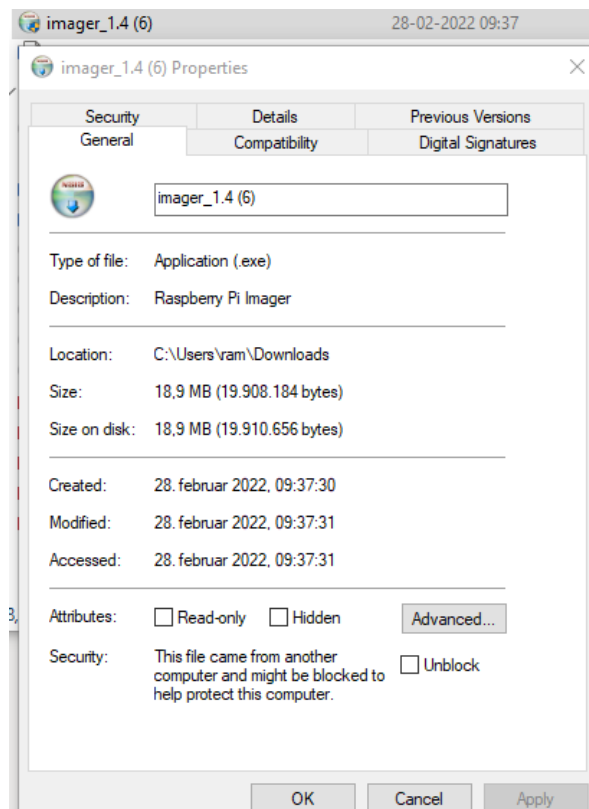 imager_1.4 (6) 28-02-2022 09:37
imager_1.4 (6) Properties
Security Details Previous Versions
General Compatibility Digital Signatures
imager_1.4 (6)
Type of file: Application (.exe)
Description: Raspberry Pi Imager
Location: C:\Users\ram\Downloads
Size: 18,9 MB (19.908.184 bytes)
Size on disk: 18,9 MB (19.910.656 bytes)
Created: 28. februar 2022, 09:37:30
Modified: 28. februar 2022, 09:37:31
Accessed: 28. februar 2022, 09:37:31
Attributes: Read-only Hidden Advanced...
Security: This file came from another
computer and might be blocked to
help protect this computer.
Unblock
OK Cancel Apply